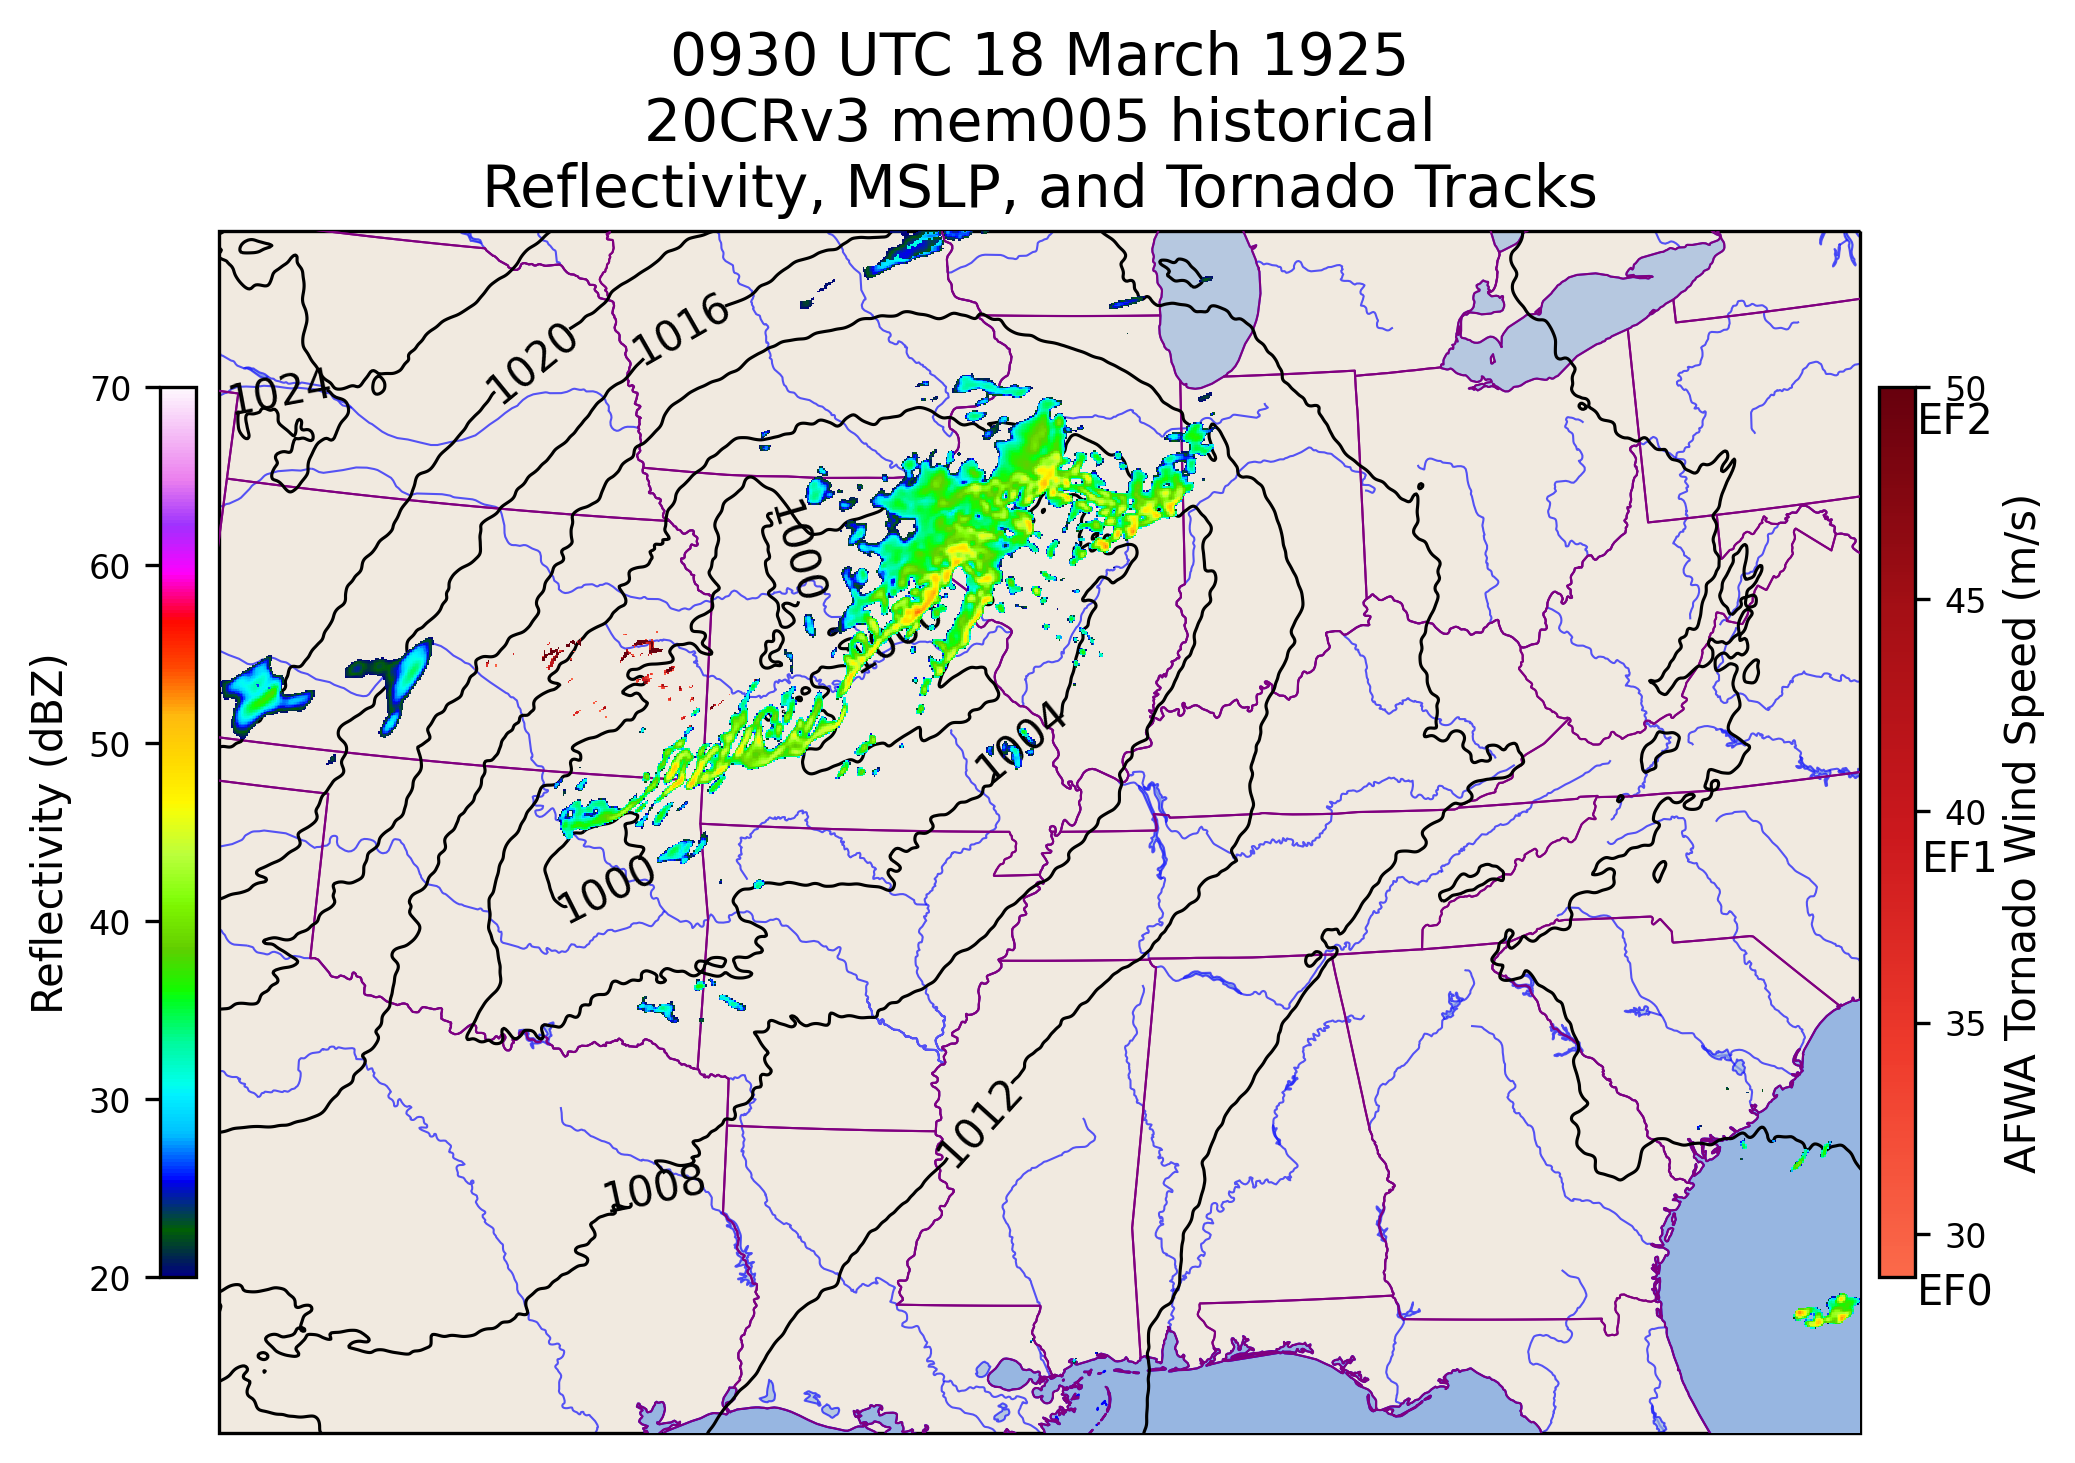 0930 UTC 18 March 1925
20CRv3 mem005 historical
Reflectivity, MSLP, and Tornado Tracks
1016
1020
1024
1000
1004
1000
1012
1008
70
60
50
40
30
20
Reflectivity (dBZ)
50
EF2
45
40
EF1
35
30
EF0
AFWA Tornado Wind Speed (m/s)